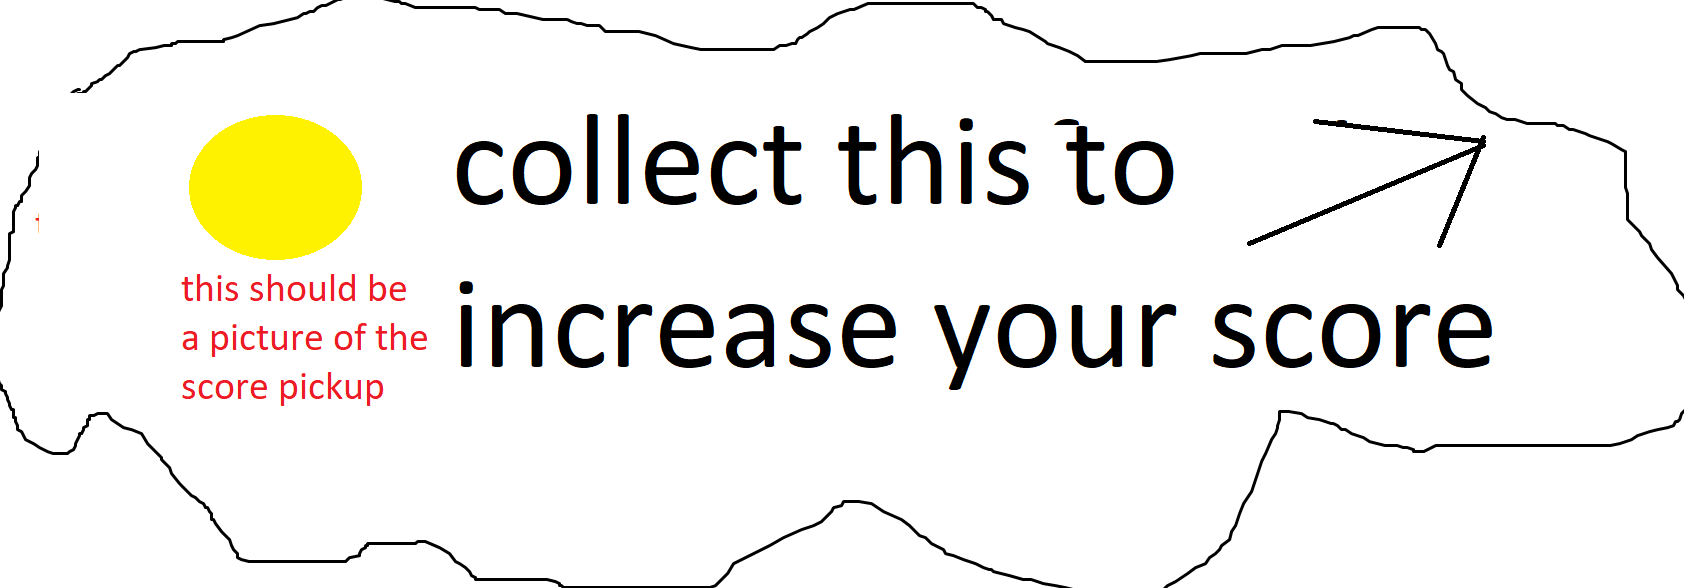 collect this to
increase your score
this should be
a picture of the
score pickup